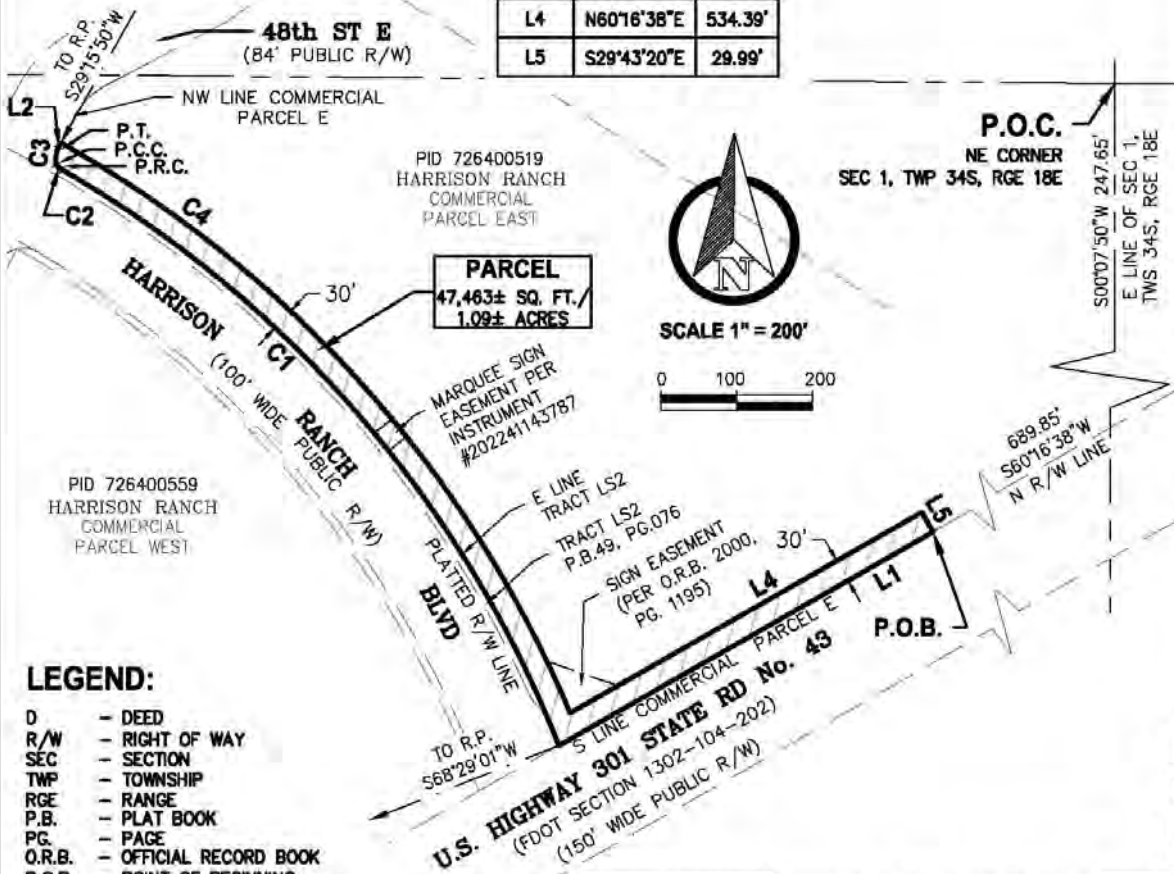 L4 N60°16'38"E 534.39'
L5 S29°43'20"E 29.99'
TO R.P.
S29°15'50"W
48th ST E
(84' PUBLIC R/W)
NW LINE COMMERCIAL
PARCEL E
L2
P.T.
P.C.C.
P.R.C.
C3
C2
C4
PID 726400519
HARRISON RANCH
COMMERCIAL
PARCEL EAST
P.O.C.
NE CORNER
SEC 1, TWP 34S, RGE 18E
S00°07'50"W 247.65'
E LINE OF SEC 1,
TWS 34S, RGE 18E
N
SCALE 1" = 200'
0 100 200
PARCEL
47,463± SQ. FT./
1.09± ACRES
30'
C1
HARRISON
RANCH
BLVD
(100' WIDE PUBLIC R/W)
PLATTED R/W LINE
MARQUEE SIGN
EASEMENT PER
INSTRUMENT
#202241143787
E LINE
TRACT LS2
TRACT LS2
P.B.49, PG.076
SIGN EASEMENT
(PER O.R.B. 2000,
PG. 1195)
30'
L4
L1
L5
P.O.B.
689.85'
S60°16'38"W
N R/W LINE
PID 726400559
HARRISON RANCH
COMMERCIAL
PARCEL WEST
S LINE COMMERCIAL PARCEL E
U.S. HIGHWAY 301 STATE RD No. 43
(FDOT SECTION 1302-104-202)
(150' WIDE PUBLIC R/W)
TO R.P.
S68°29'01"W
LEGEND:
D - DEED
R/W - RIGHT OF WAY
SEC - SECTION
TWP - TOWNSHIP
RGE - RANGE
P.B. - PLAT BOOK
PG. - PAGE
O.R.B. - OFFICIAL RECORD BOOK
P.O.B. - POINT OF BEGINNING